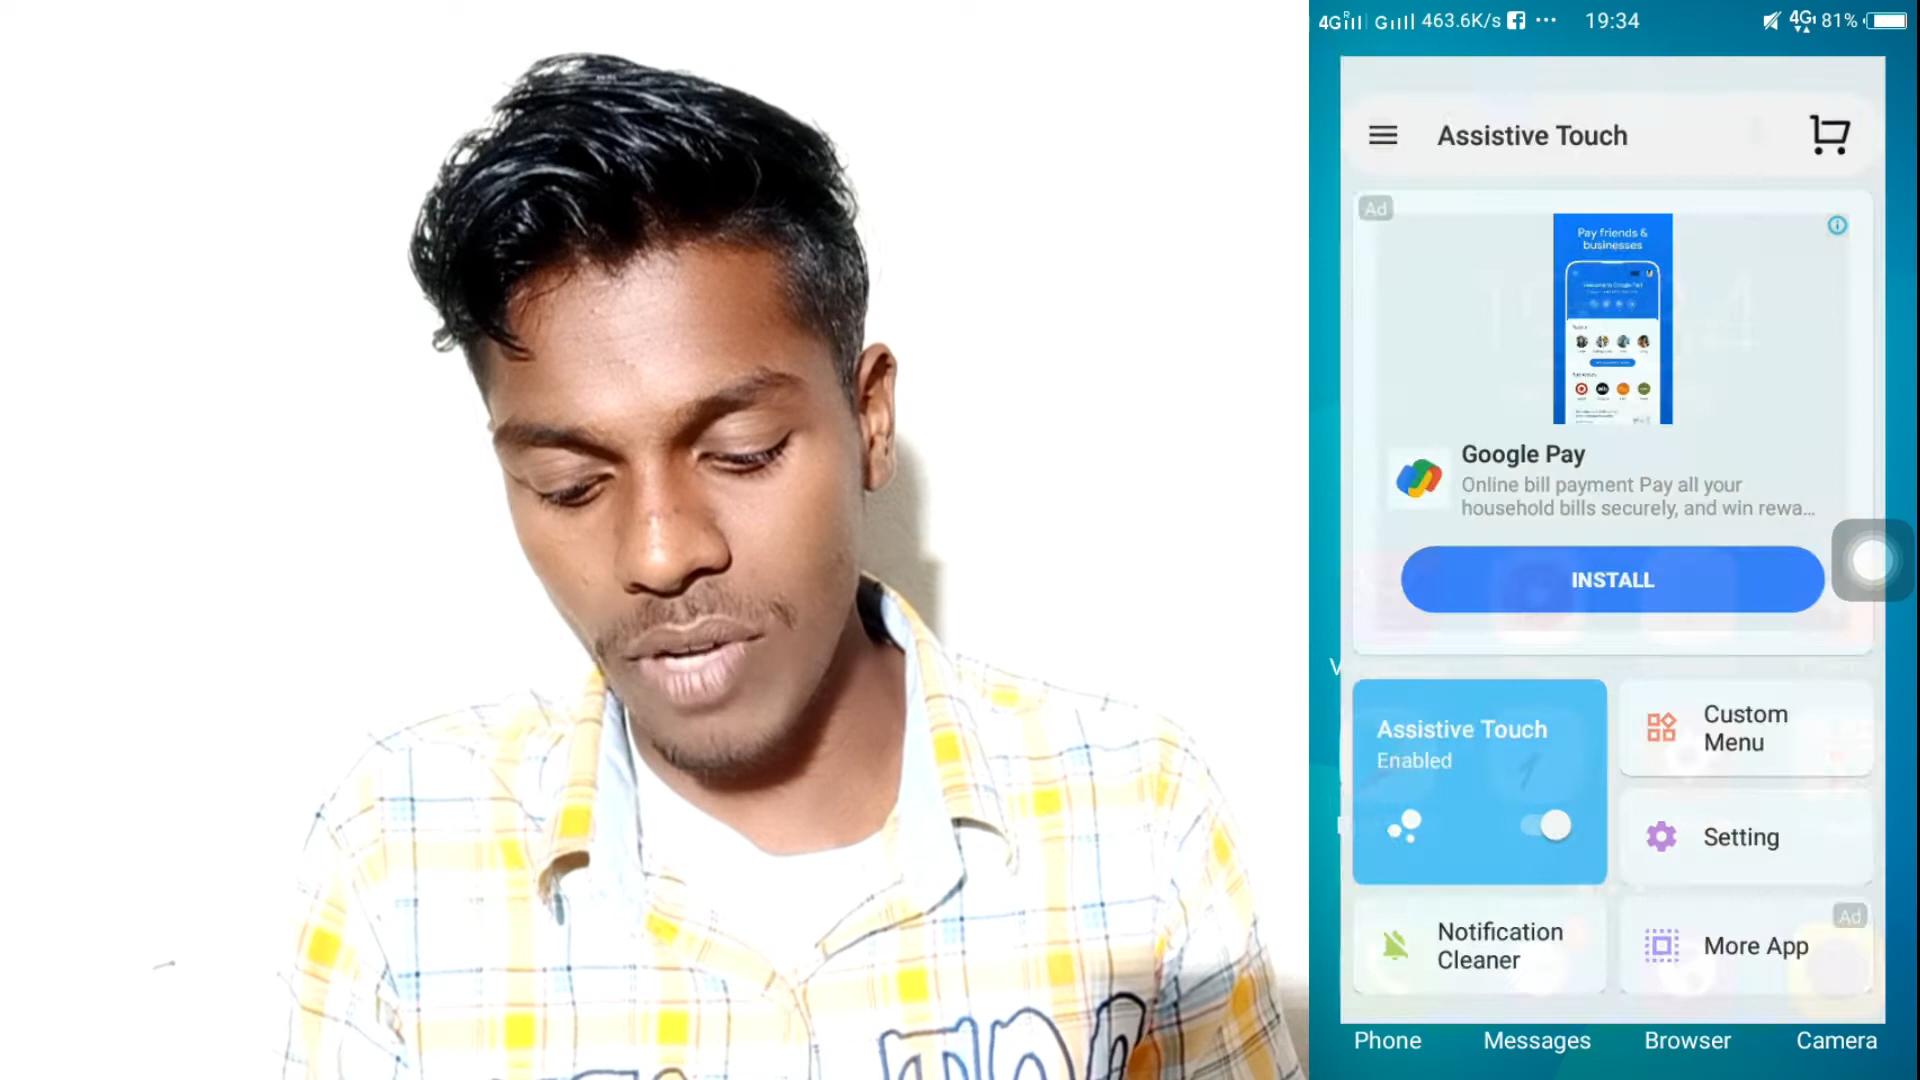 4G R G 463.6K/s ... 19:34 4G 81%
Assistive Touch
Ad
Pay friends &
businesses
Google Pay
Online bill payment Pay all your
household bills securely, and win rewa...
INSTALL
Assistive Touch
Enabled
Custom
Menu
Setting
Notification
Cleaner
Ad
More App
Phone Messages Browser Camera